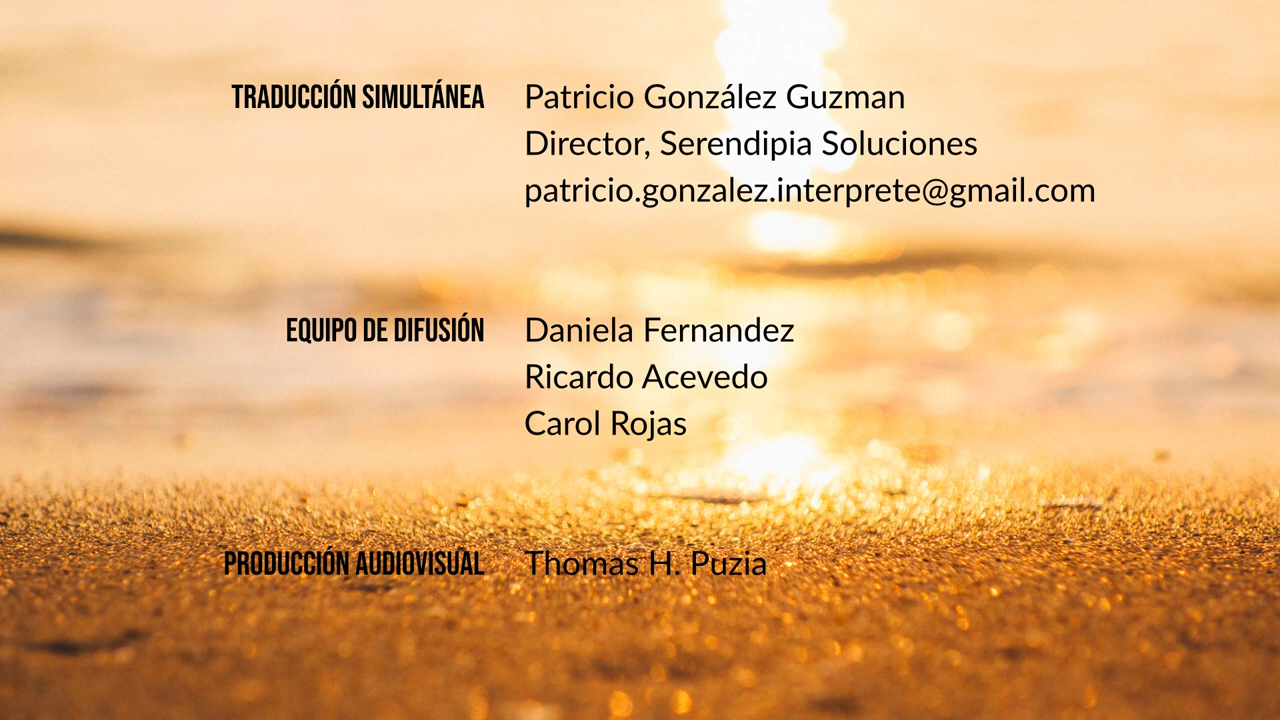 TRADUCCIÓN SIMULTÁNEA Patricio González Guzman
Director, Serendipia Soluciones
patricio.gonzalez.interprete@gmail.com
EQUIPO DE DIFUSIÓN Daniela Fernandez
Ricardo Acevedo
Carol Rojas
PRODUCCIÓN AUDIOVISUAL Thomas H. Puzia